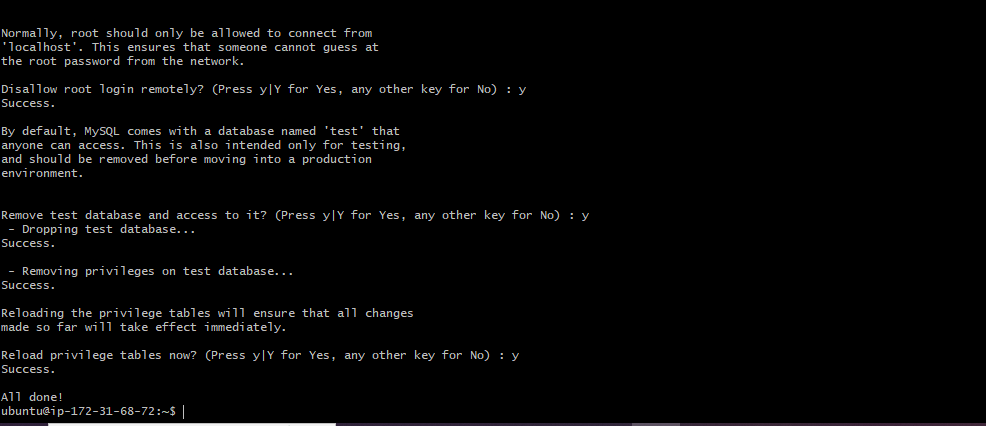 Normally, root should only be allowed to connect from
'localhost'. This ensures that someone cannot guess at
the root password from the network.
Disallow root login remotely? (Press y|Y for Yes, any other key for No) : y
Success.
By default, MySQL comes with a database named 'test' that
anyone can access. This is also intended only for testing,
and should be removed before moving into a production
environment.
Remove test database and access to it? (Press y|Y for Yes, any other key for No) : y
- Dropping test database...
Success.
- Removing privileges on test database...
Success.
Reloading the privilege tables will ensure that all changes
made so far will take effect immediately.
Reload privilege tables now? (Press y|Y for Yes, any other key for No) : y
Success.
All done!
ubuntu@ip-172-31-68-72:~$